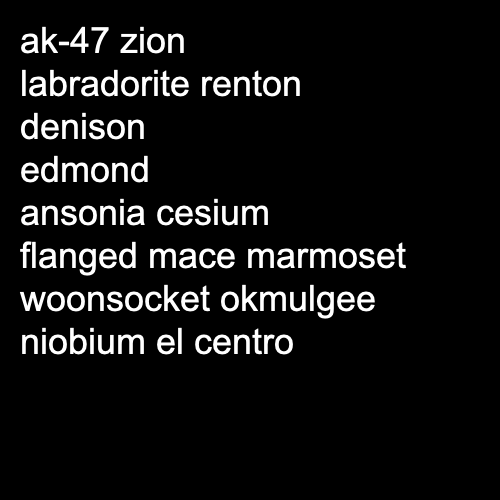 ak-47 zion
labradorite renton
denison
edmond
ansonia cesium
flanged mace marmoset
woonsocket okmulgee
niobium el centro